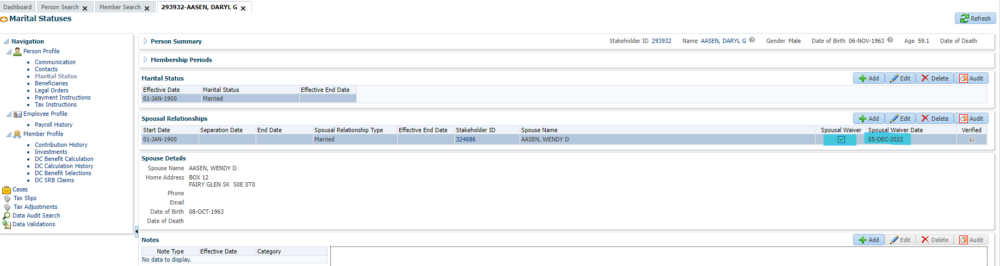 Dashboard Person Search Member Search 293932-AASEN, DARYL G
Marital Statuses
Refresh
Navigation
Person Profile
Communication
Contacts
Marital Status
Beneficiaries
Legal Orders
Payment Instructions
Tax Instructions
Employee Profile
Payroll History
Member Profile
Contribution History
Investments
DC Benefit Calculation
DC Calculation History
DC Benefit Selections
DC SRB Claims
Cases
Tax Slips
Tax Adjustments
Data Audit Search
Data Validations
Person Summary Stakeholder ID 293932 Name AASEN, DARYL G Gender Male Date of Birth 06-NOV-1963 Age 59.1 Date of Death
Membership Periods
Marital Status Add Edit Delete Audit
Effective Date Marital Status Effective End Date
01-JAN-1900 Married
Spousal Relationships Add Edit Delete Audit
Start Date Separation Date End Date Spousal Relationship Type Effective End Date Stakeholder ID Spouse Name Spousal Waiver Spousal Waiver Date Verified
01-JAN-1900 Married 324086 AASEN, WENDY D 05-DEC-2022
Spouse Details
Spouse Name AASEN, WENDY D
Home Address BOX 12
FAIRY GLEN SK S0E 0T0
Phone
Email
Date of Birth 08-OCT-1963
Date of Death
Notes Add Edit Delete Audit
Note Type Effective Date Category
No data to display.